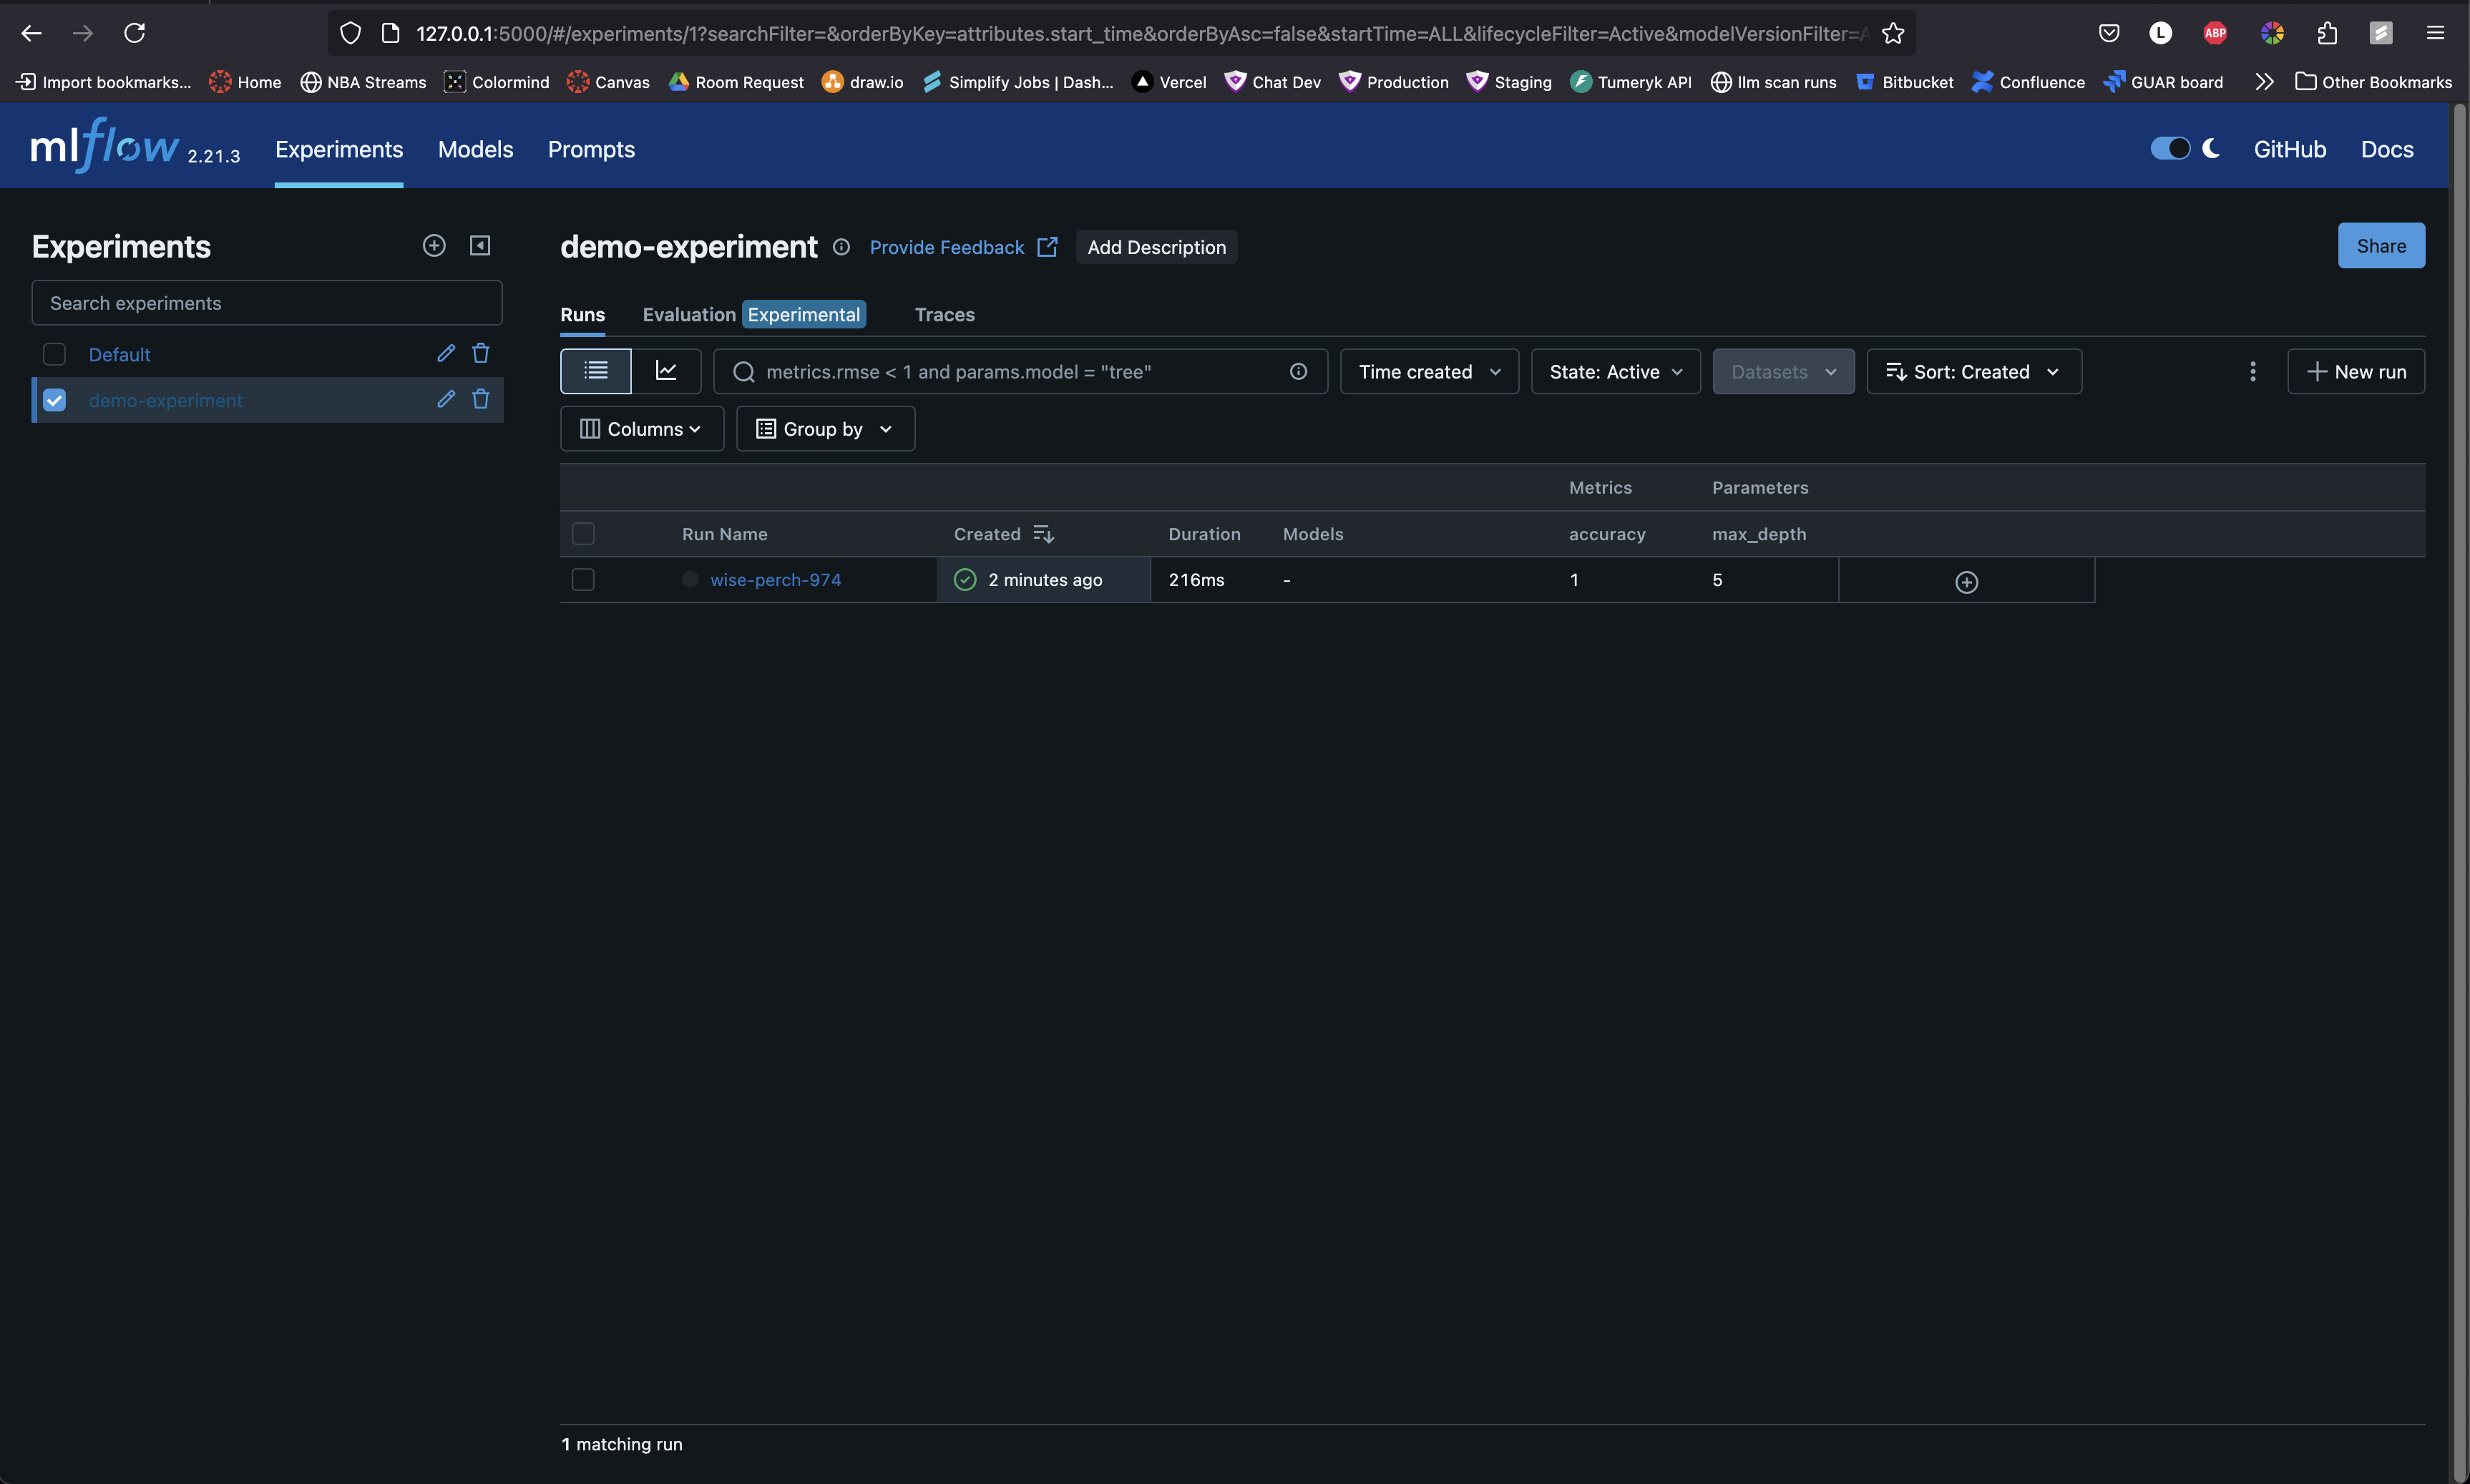 127.0.0.1:5000/#/experiments/1?searchFilter=&orderByKey=attributes.start_time&orderByAsc=false&startTime=ALL&lifecycleFilter=Active&modelVersionFilter=A
L ABP
Import bookmarks... Home NBA Streams Colormind Canvas Room Request draw.io Simplify Jobs | Dash... Vercel Chat Dev Production Staging Tumeryk API llm scan runs Bitbucket Confluence GUAR board Other Bookmarks
mlflow 2.21.3 Experiments Models Prompts GitHub Docs
Experiments
Search experiments
Default
demo-experiment
demo-experiment Provide Feedback Add Description Share
Runs Evaluation Experimental Traces
metrics.rmse < 1 and params.model = "tree" Time created State: Active Datasets Sort: Created New run
Columns Group by
Metrics Parameters
Run Name Created Duration Models accuracy max_depth
wise-perch-974 2 minutes ago 216ms - 1 5
1 matching run